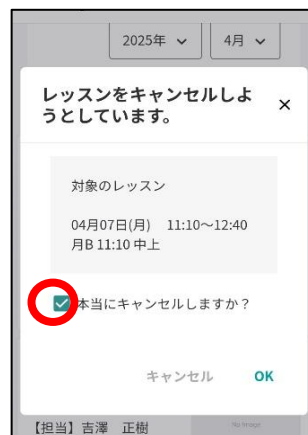 2025年 4月
レッスンをキャンセルしよ
うとしています。
×
対象のレッスン
04月07日(月) 11:10～12:40
月B 11:10 中上
本当にキャンセルしますか？
キャンセル OK
【担当】吉澤 正樹
No Image